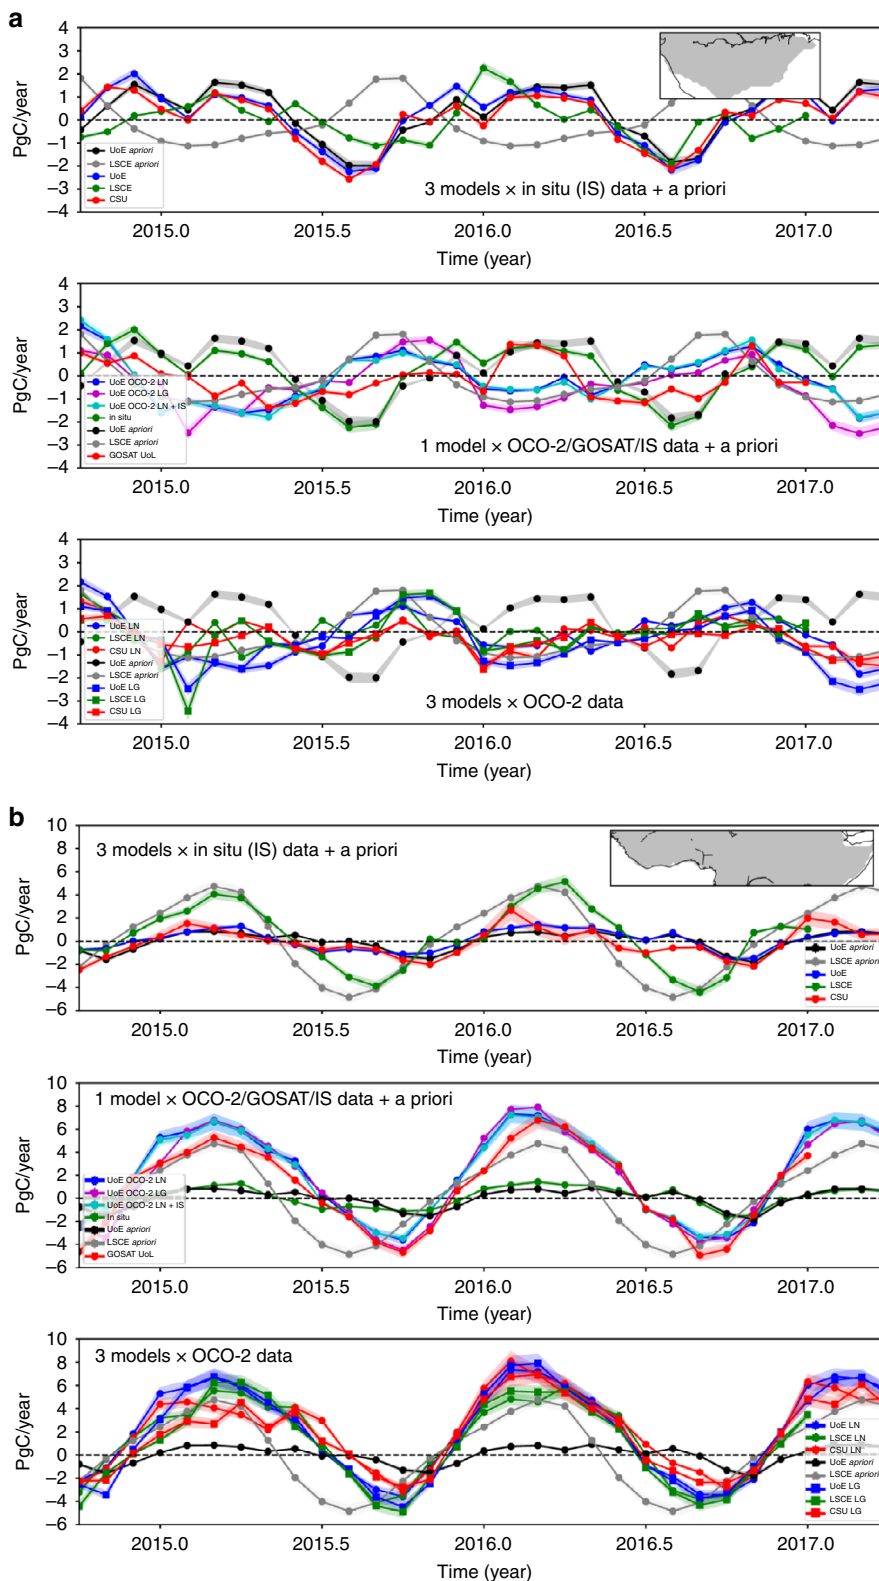 a
4
3
2
1
0
−1
−2
−3
−4
PgC/year
UoE apriori
LSCE apriori
UoE
LSCE
CSU
3 models × in situ (IS) data + a priori
2015.0 2015.5 2016.0 2016.5 2017.0
Time (year)
4
3
2
1
0
−1
−2
−3
−4
PgC/year
UoE OCO-2 LN
UoE OCO-2 LG
UoE OCO-2 LN + IS
in situ
UoE apriori
LSCE apriori
GOSAT UoL
1 model × OCO-2/GOSAT/IS data + a priori
2015.0 2015.5 2016.0 2016.5 2017.0
Time (year)
4
3
2
1
0
−1
−2
−3
−4
PgC/year
UoE LN
LSCE LN
CSU LN
UoE apriori
LSCE apriori
UoE LG
LSCE LG
CSU LG
3 models × OCO-2 data
2015.0 2015.5 2016.0 2016.5 2017.0
Time (year)
b
10
8
6
4
2
0
−2
−4
−6
PgC/year
3 models × in situ (IS) data + a priori
UoE apriori
LSCE apriori
UoE
LSCE
CSU
2015.0 2015.5 2016.0 2016.5 2017.0
Time (year)
10
8
6
4
2
0
−2
−4
−6
PgC/year
1 model × OCO-2/GOSAT/IS data + a priori
UoE OCO-2 LN
UoE OCO-2 LG
UoE OCO-2 LN + IS
In situ
UoE apriori
LSCE apriori
GOSAT UoL
2015.0 2015.5 2016.0 2016.5 2017.0
Time (year)
10
8
6
4
2
0
−2
−4
−6
PgC/year
3 models × OCO-2 data
UoE LN
LSCE LN
CSU LN
UoE apriori
LSCE apriori
UoE LG
LSCE LG
CSU LG
2015.0 2015.5 2016.0 2016.5 2017.0
Time (year)